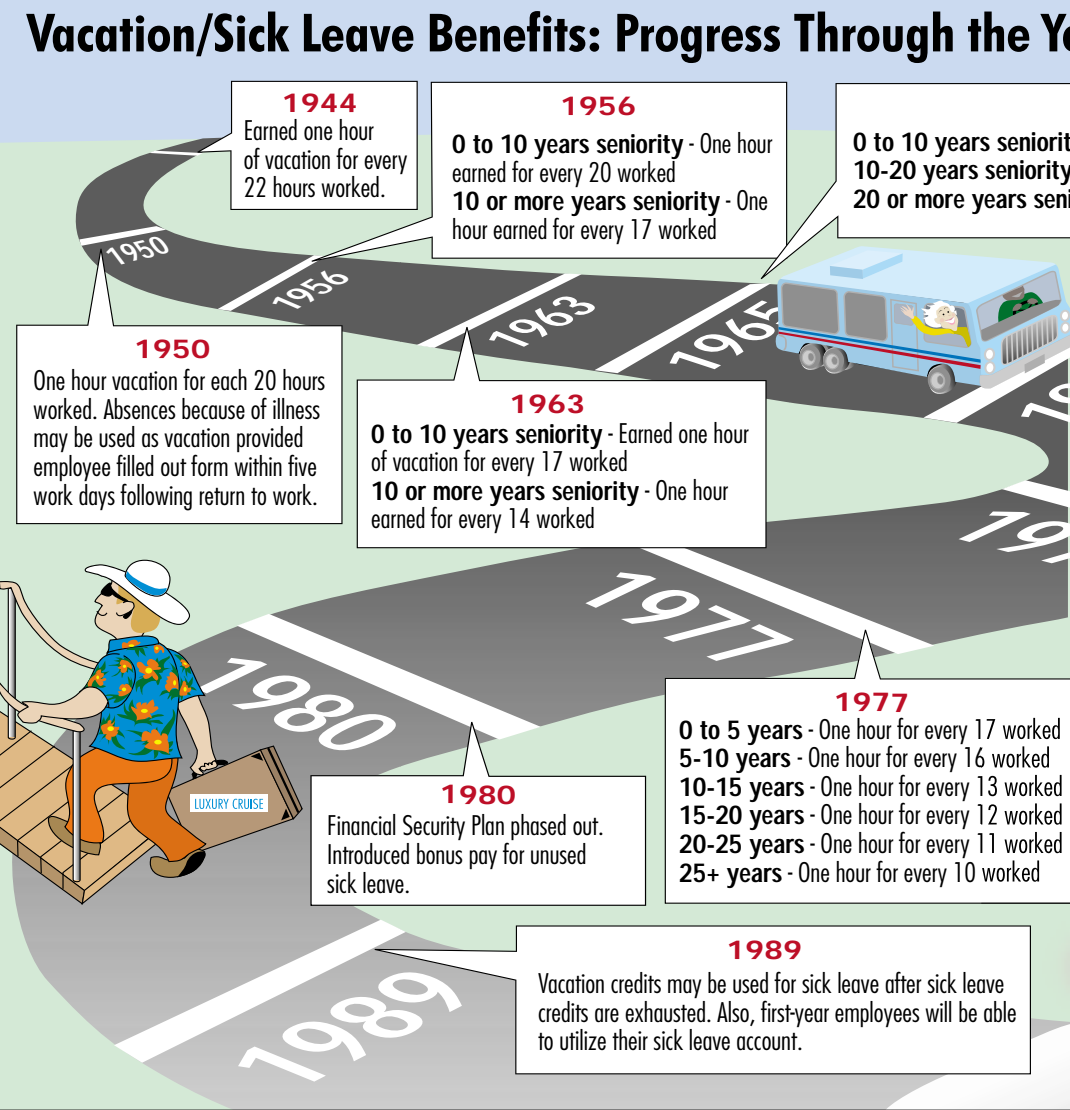 Vacation/Sick Leave Benefits: Progress Through the
1944
Earned one hour
of vacation for every
22 hours worked.
1956
0 to 10 years seniority - One hour
earned for every 20 worked
10 or more years seniority - One
hour earned for every 17 worked
0 to 10 years
10-20 years seniority
20 or more years
1950
1956
1963
1965
1950
One hour vacation for each 20 hours
worked. Absences because of illness
may be used as vacation provided
employee filled out form within five
work days following return to work.
1963
0 to 10 years seniority - Earned one hour
of vacation for every 17 worked
10 or more years seniority - One hour
earned for every 14 worked
1977
1980
1977
0 to 5 years - One hour for every 17 worked
5-10 years - One hour for every 16 worked
10-15 years - One hour for every 13 worked
15-20 years - One hour for every 12 worked
20-25 years - One hour for every 11 worked
25+ years - One hour for every 10 worked
LUXURY CRUISE
1980
Financial Security Plan phased out.
Introduced bonus pay for unused
sick leave.
1989
Vacation credits may be used for sick leave after sick leave
credits are exhausted. Also, first-year employees will be able
to utilize their sick leave account.
1989